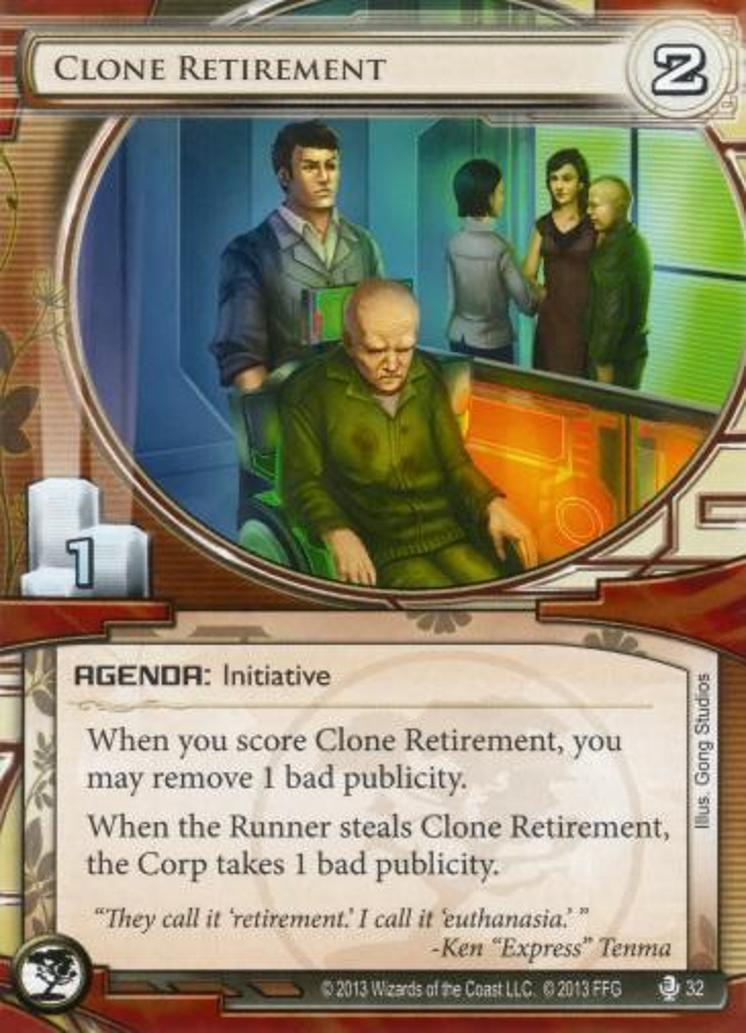 Clone Retirement
2
1
AGENDA: Initiative
When you score Clone Retirement, you
may remove 1 bad publicity.
When the Runner steals Clone Retirement,
the Corp takes 1 bad publicity.
"They call it 'retirement.' I call it 'euthanasia.' "
-Ken "Express" Tenma
Illus. Gong Studios
© 2013 Wizards of the Coast LLC. © 2013 FFG
32